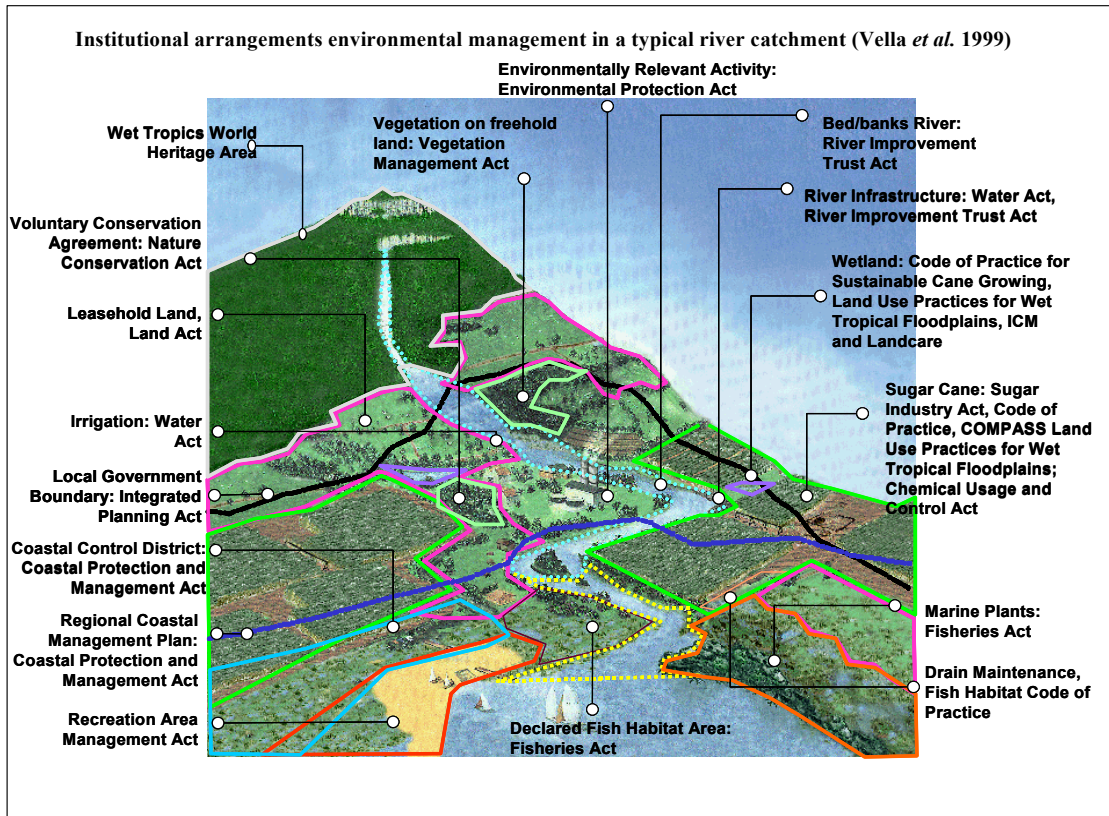 Institutional arrangements environmental management in a typical river catchment (Vella et al. 1999)
Environmentally Relevant Activity:
Environmental Protection Act
Wet Tropics World
Heritage Area
Vegetation on freehold
land: Vegetation
Management Act
Bed/banks River:
River Improvement
Trust Act
River Infrastructure: Water Act,
River Improvement Trust Act
Voluntary Conservation
Agreement: Nature
Conservation Act
Wetland: Code of Practice for
Sustainable Cane Growing,
Land Use Practices for Wet
Tropical Floodplains, ICM
and Landcare
Leasehold Land,
Land Act
Sugar Cane: Sugar
Industry Act, Code of
Practice, COMPASS Land
Use Practices for Wet
Tropical Floodplains;
Chemical Usage and
Control Act
Irrigation: Water
Act
Local Government
Boundary: Integrated
Planning Act
Coastal Control District:
Coastal Protection and
Management Act
Regional Coastal
Management Plan:
Coastal Protection and
Management Act
Marine Plants:
Fisheries Act
Drain Maintenance,
Fish Habitat Code of
Practice
Recreation Area
Management Act
Declared Fish Habitat Area:
Fisheries Act